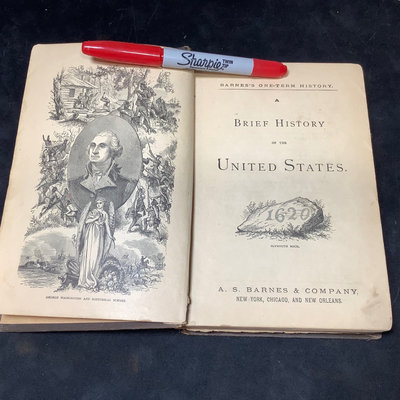 Sharpie TWIN TIP
BARNES'S ONE-TERM HISTORY.
A
BRIEF HISTORY
OF THE
UNITED STATES.
1620
PLYMOUTH ROCK.
A. S. BARNES & COMPANY,
NEW YORK, CHICAGO, AND NEW ORLEANS.
GEORGE WASHINGTON AND HISTORICAL SCENES.